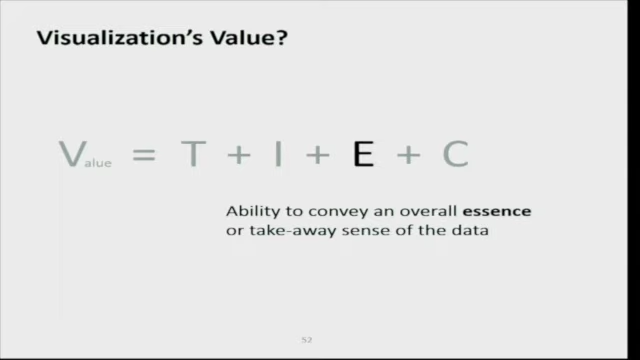 Visualization's Value?
Value = T + I + E + C
Ability to convey an overall essence
or take-away sense of the data
52